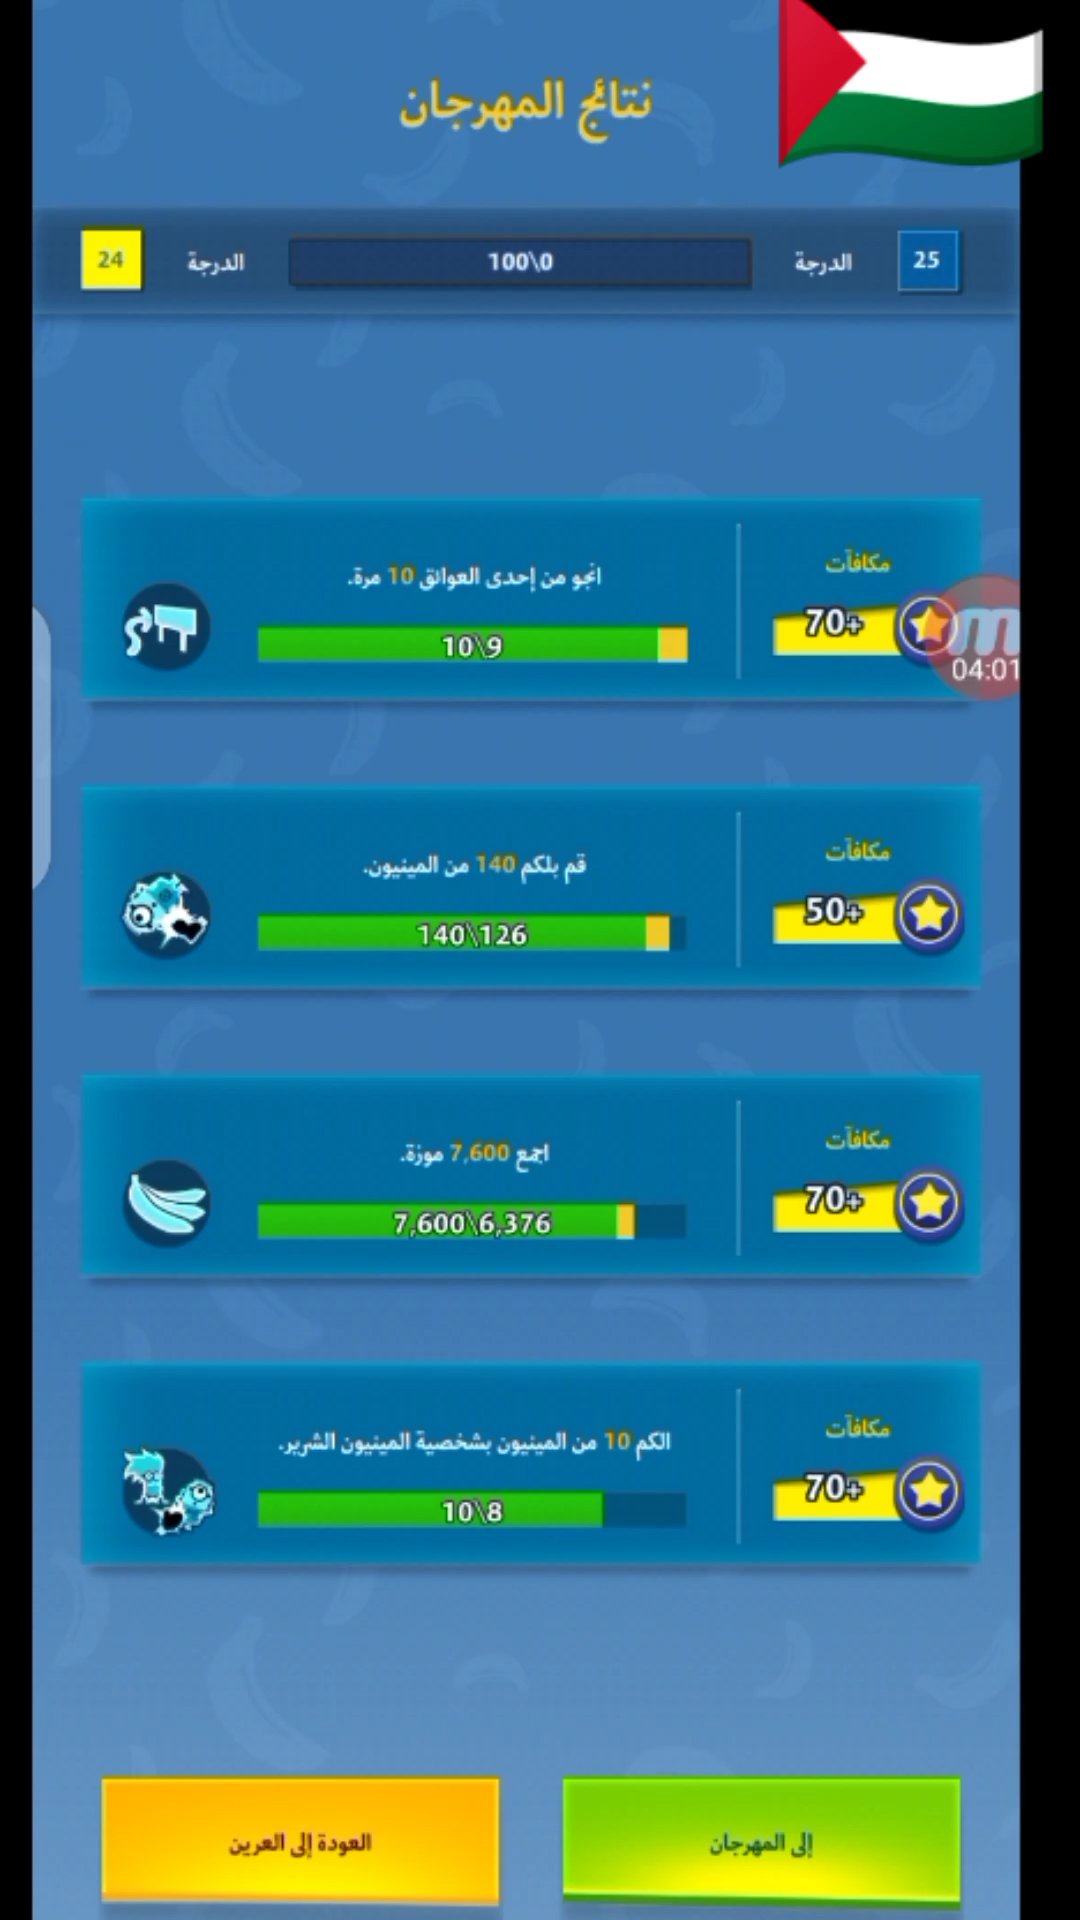 نتائج المهرجان
25 الدرجة 100\0 الدرجة 24
مكافآت
انجو من إحدى العوائق 10 مرة.
70+
10\9
04:01
مكافآت
قم بلكم 140 من المينيون.
50+
140\126
مكافآت
اجمع 7,600 موزة.
70+
7,600\6,376
مكافآت
الكم 10 من المينيون بشخصية المينيون الشرير.
70+
10\8
إلى المهرجان
العودة إلى العرين